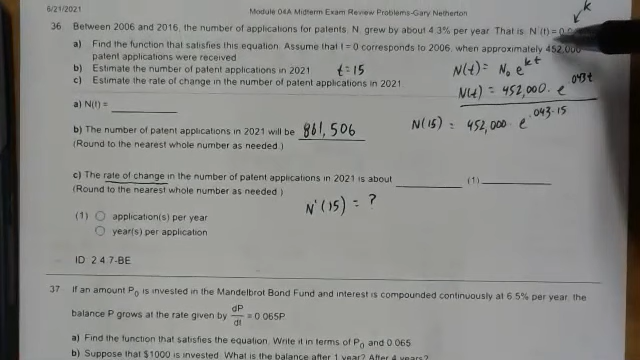 6/21/2021 Module 04A Midterm Exam Review Problems-Gary Netherton
k
36 Between 2006 and 2016, the number of applications for patents, N, grew by about 4.3% per year. That is, N'(t) = 0.0
a) Find the function that satisfies this equation. Assume that t = 0 corresponds to 2006, when approximately 452,000
patent applications were received.
b) Estimate the number of patent applications in 2021 t=15
c) Estimate the rate of change in the number of patent applications in 2021
N(t) = N₀ e^kt
N(t) = 452,000 · e^.043t
a) N(t) =
N(15) = 452,000 · e^.043·15
b) The number of patent applications in 2021 will be 861,506
(Round to the nearest whole number as needed.)
c) The rate of change in the number of patent applications in 2021 is about (1)
(Round to the nearest whole number as needed.)
N'(15) = ?
(1) application(s) per year
year(s) per application
ID: 2.4.7-BE
37 If an amount P₀ is invested in the Mandelbrot Bond Fund and interest is compounded continuously at 6.5% per year, the
balance P grows at the rate given by dP/dt = 0.065P.
a) Find the function that satisfies the equation. Write it in terms of P₀ and 0.065.
b) Suppose that $1000 is invested. What is the balance after 1 year? After 4 years?